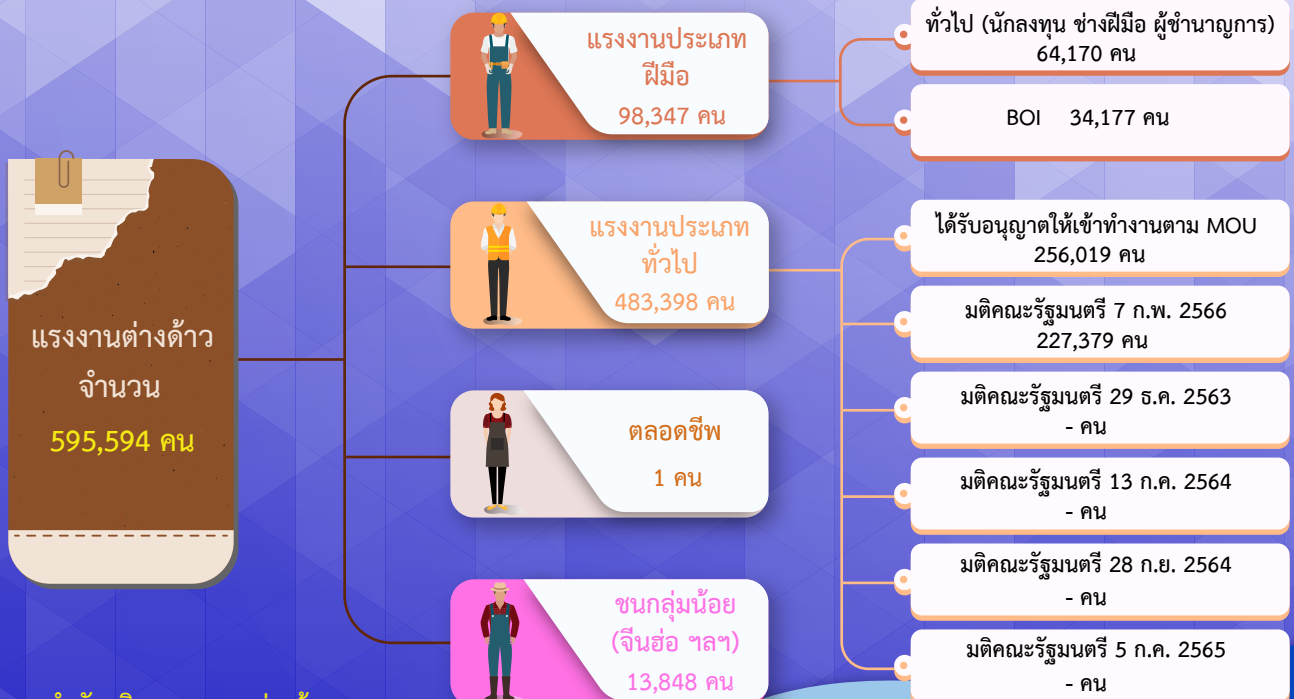 แรงงานต่างด้าว
จำนวน
595,594 คน
แรงงานประเภท
ฝีมือ
98,347 คน
ทั่วไป (นักลงทุน ช่างฝีมือ ผู้ชำนาญการ)
64,170 คน
BOI 34,177 คน
แรงงานประเภท
ทั่วไป
483,398 คน
ได้รับอนุญาตให้เข้าทำงานตาม MOU
256,019 คน
มติคณะรัฐมนตรี 7 ก.พ. 2566
227,379 คน
มติคณะรัฐมนตรี 29 ธ.ค. 2563
- คน
มติคณะรัฐมนตรี 13 ก.ค. 2564
- คน
มติคณะรัฐมนตรี 28 ก.ย. 2564
- คน
มติคณะรัฐมนตรี 5 ก.ค. 2565
- คน
ตลอดชีพ
1 คน
ชนกลุ่มน้อย
(จีนฮ่อ ฯลฯ)
13,848 คน